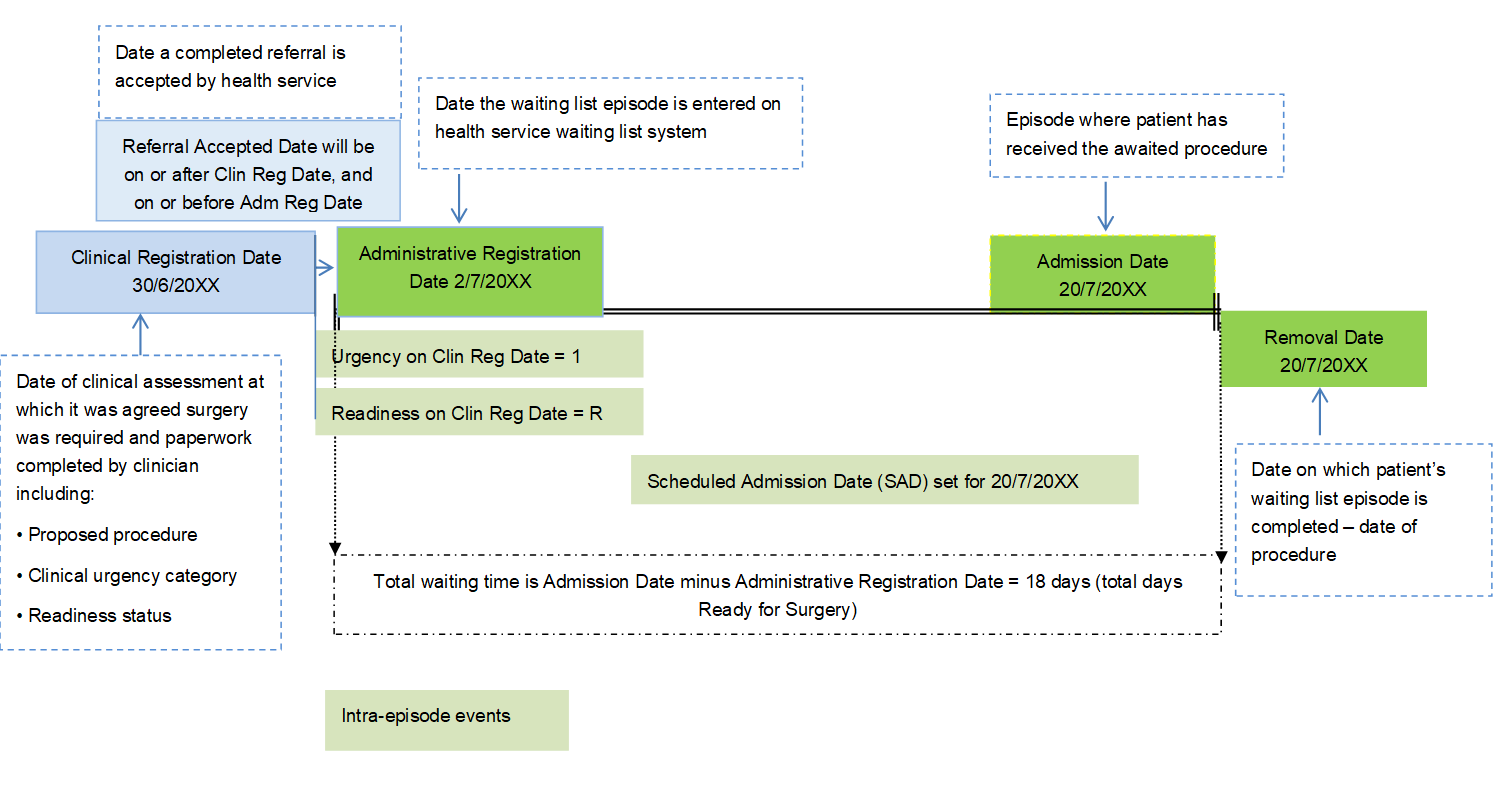 Date a completed referral is
accepted by health service
Referral Accepted Date will be
on or after Clin Reg Date, and
on or before Adm Reg Date
Date the waiting list episode is entered on
health service waiting list system
Episode where patient has
received the awaited procedure
Clinical Registration Date
30/6/20XX
Administrative Registration
Date 2/7/20XX
Admission Date
20/7/20XX
Removal Date
20/7/20XX
Urgency on Clin Reg Date = 1
Readiness on Clin Reg Date = R
Date of clinical assessment at
which it was agreed surgery
was required and paperwork
completed by clinician
including:
• Proposed procedure
• Clinical urgency category
• Readiness status
Scheduled Admission Date (SAD) set for 20/7/20XX
Date on which patient’s
waiting list episode is
completed – date of
procedure
Total waiting time is Admission Date minus Administrative Registration Date = 18 days (total days
Ready for Surgery)
Intra-episode events